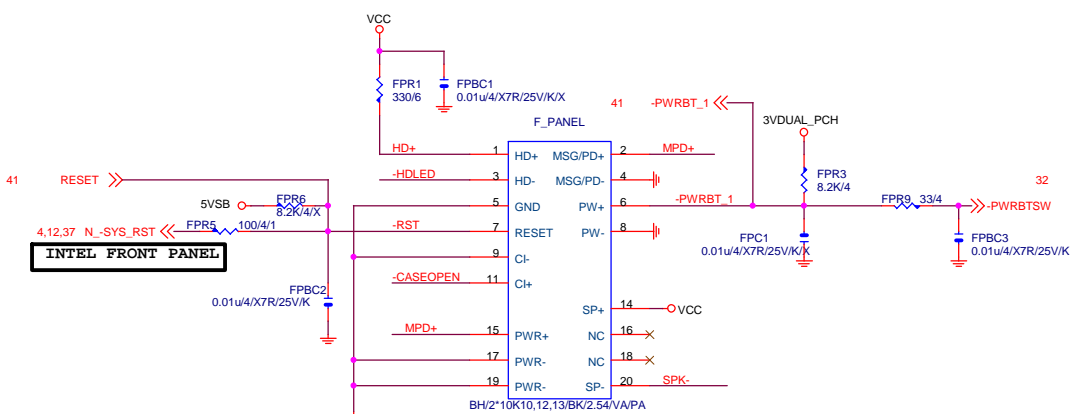 VCC
FPR1
330/6
FPBC1
0.01u/4/X7R/25V/K/X
41 -PWRBT_1
3VDUAL_PCH
F_PANEL
HD+ 1 HD+ MSG/PD+ 2 MPD+
-HDLED 3 HD- MSG/PD- 4
FPR3
8.2K/4
41 RESET
5VSB FPR6
8.2K/4/X
5 GND PW+ 6 -PWRBT_1
FPR9 33/4
32
-PWRBTSW
4,12,37 N_-SYS_RST FPR5 100/4/1
-RST 7 RESET PW- 8
INTEL FRONT PANEL
9 CI-
FPC1
0.01u/4/X7R/25V/K/X
FPBC3
0.01u/4/X7R/25V/K
-CASEOPEN 11 CI+
FPBC2
0.01u/4/X7R/25V/K
SP+ 14 VCC
MPD+ 15 PWR+ NC 16
17 PWR- NC 18
19 PWR- SP- 20 SPK-
BH/2*10K10,12,13/BK/2.54/VA/PA